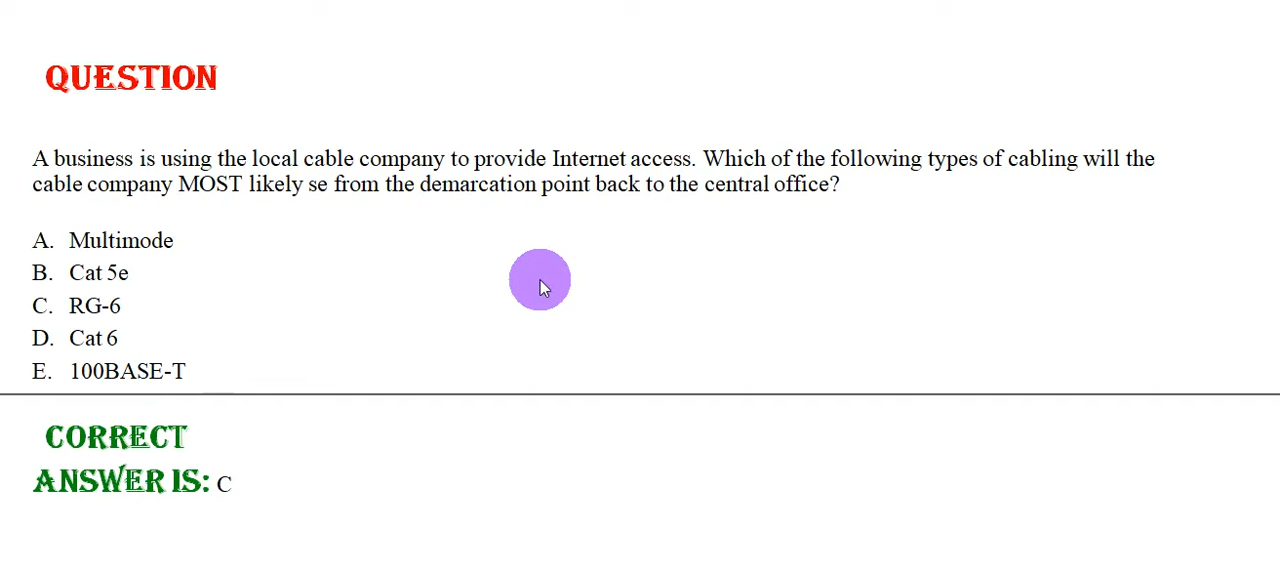 QUESTION
A business is using the local cable company to provide Internet access. Which of the following types of cabling will the
cable company MOST likely se from the demarcation point back to the central office?
A. Multimode
B. Cat 5e
C. RG-6
D. Cat 6
E. 100BASE-T
CORRECT
ANSWER IS: C